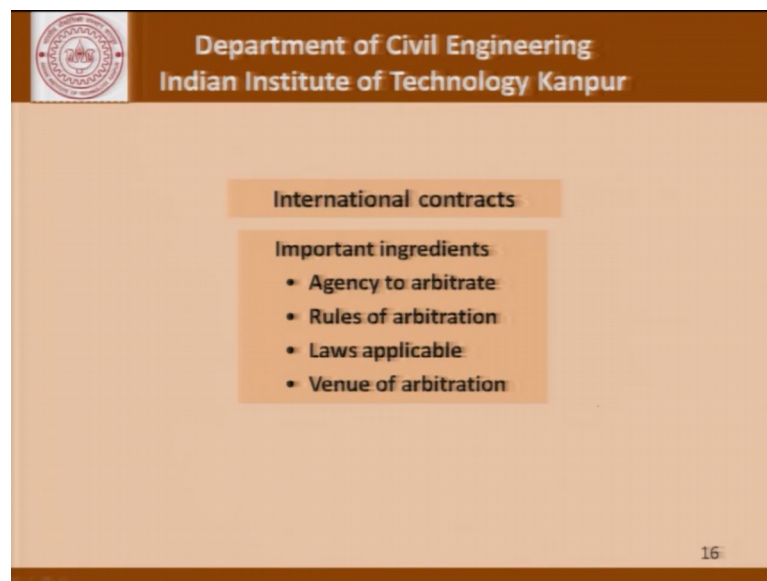 Department of Civil Engineering
Indian Institute of Technology Kanpur
International contracts
Important ingredients
• Agency to arbitrate
• Rules of arbitration
• Laws applicable
• Venue of arbitration
16